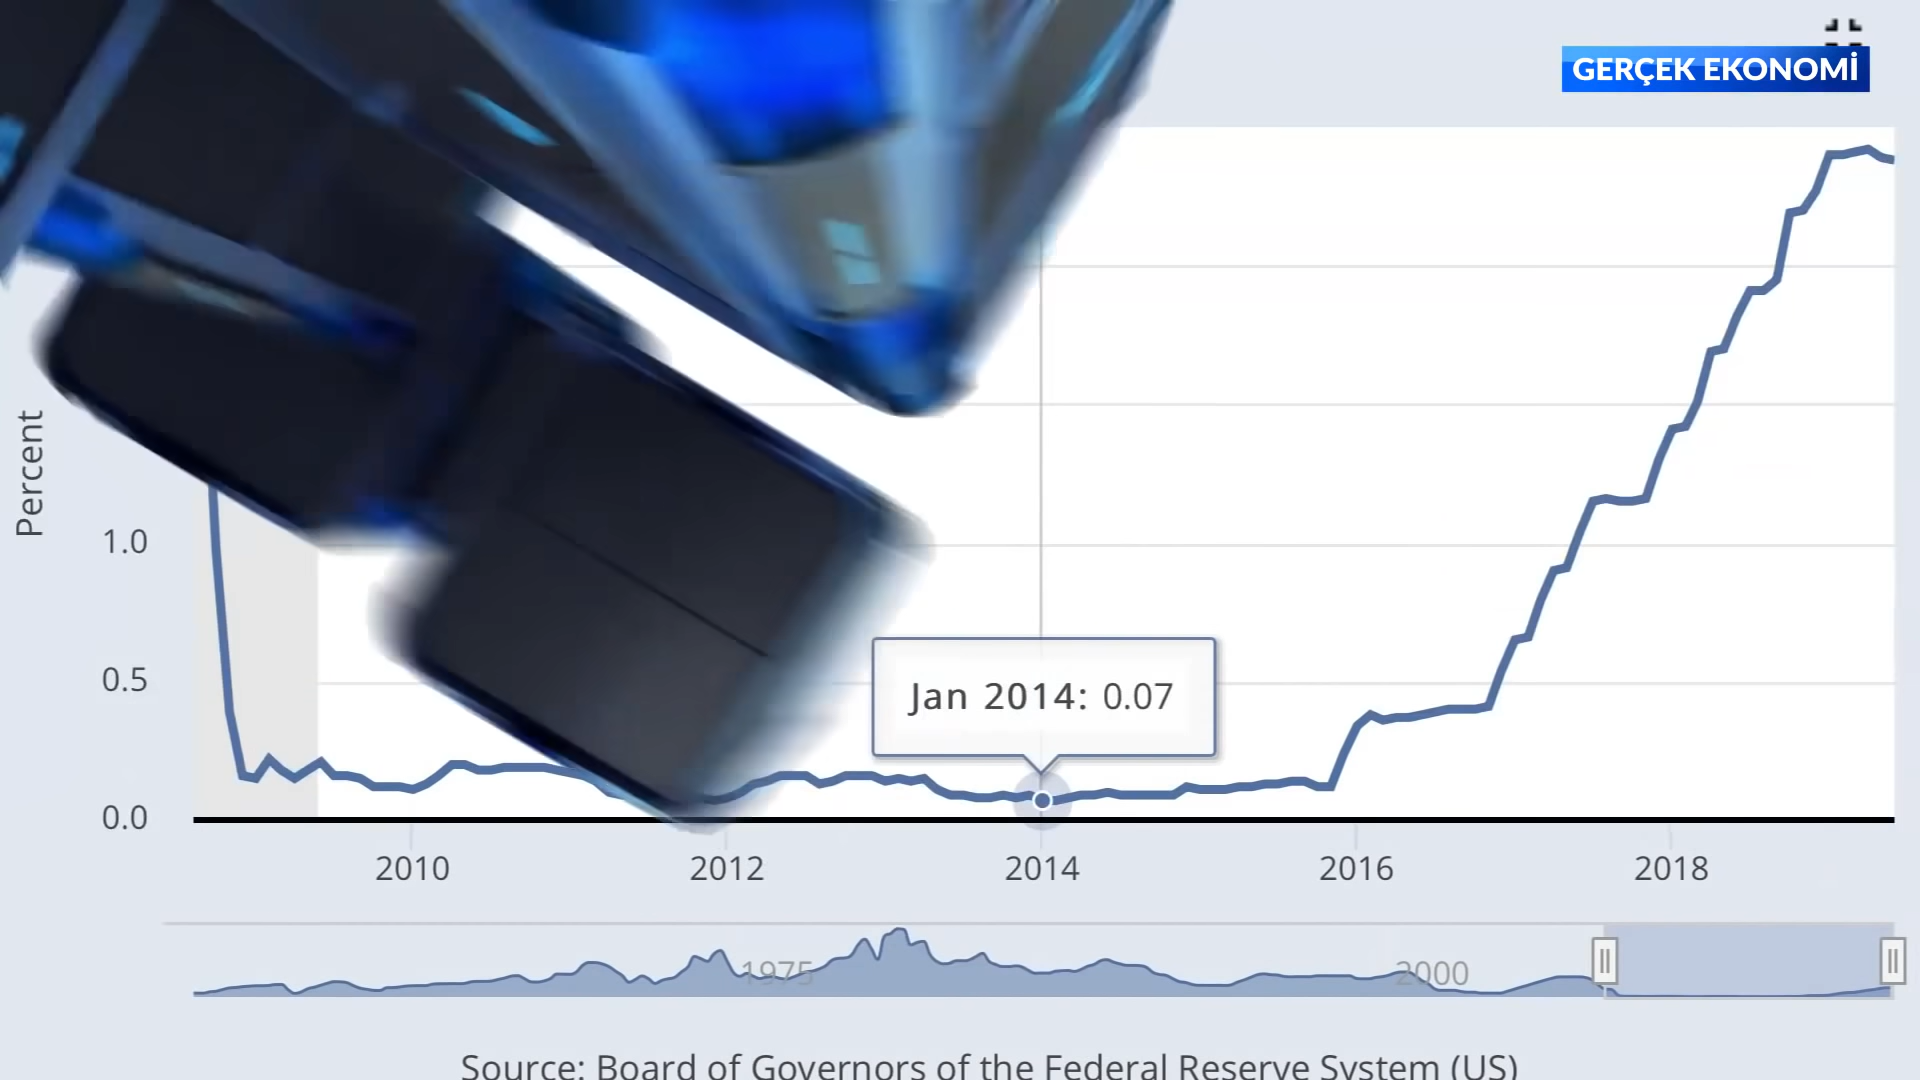 GERÇEK EKONOMİ
Percent
1.0
0.5
0.0
Jan 2014: 0.07
2010 2012 2014 2016 2018
1975 2000
Source: Board of Governors of the Federal Reserve System (US)